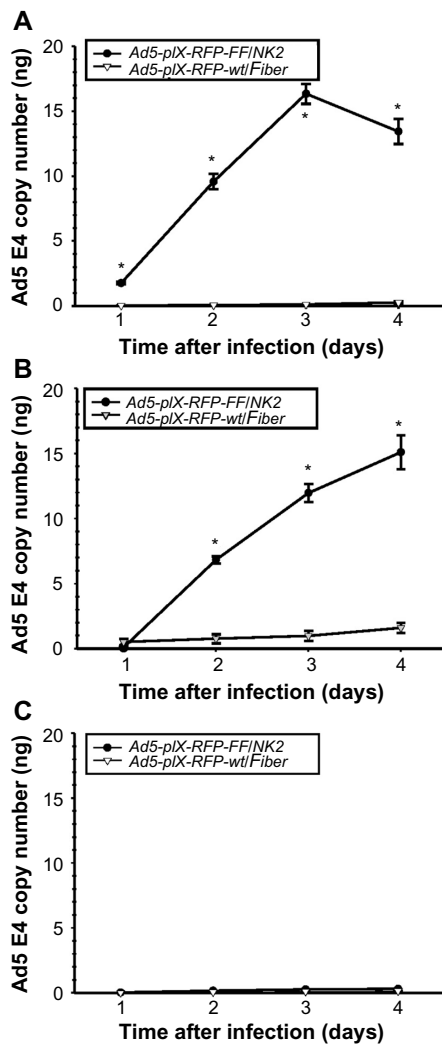 A
Ad5 E4 copy number (ng)
20
15
10
5
0
Ad5-pIX-RFP-FF/NK2
Ad5-pIX-RFP-wt/Fiber
*
*
*
*
1 2 3 4
Time after infection (days)
B
Ad5 E4 copy number (ng)
20
15
10
5
0
Ad5-pIX-RFP-FF/NK2
Ad5-pIX-RFP-wt/Fiber
*
*
*
1 2 3 4
Time after infection (days)
C
Ad5 E4 copy number (ng)
20
15
10
5
0
Ad5-pIX-RFP-FF/NK2
Ad5-pIX-RFP-wt/Fiber
1 2 3 4
Time after infection (days)